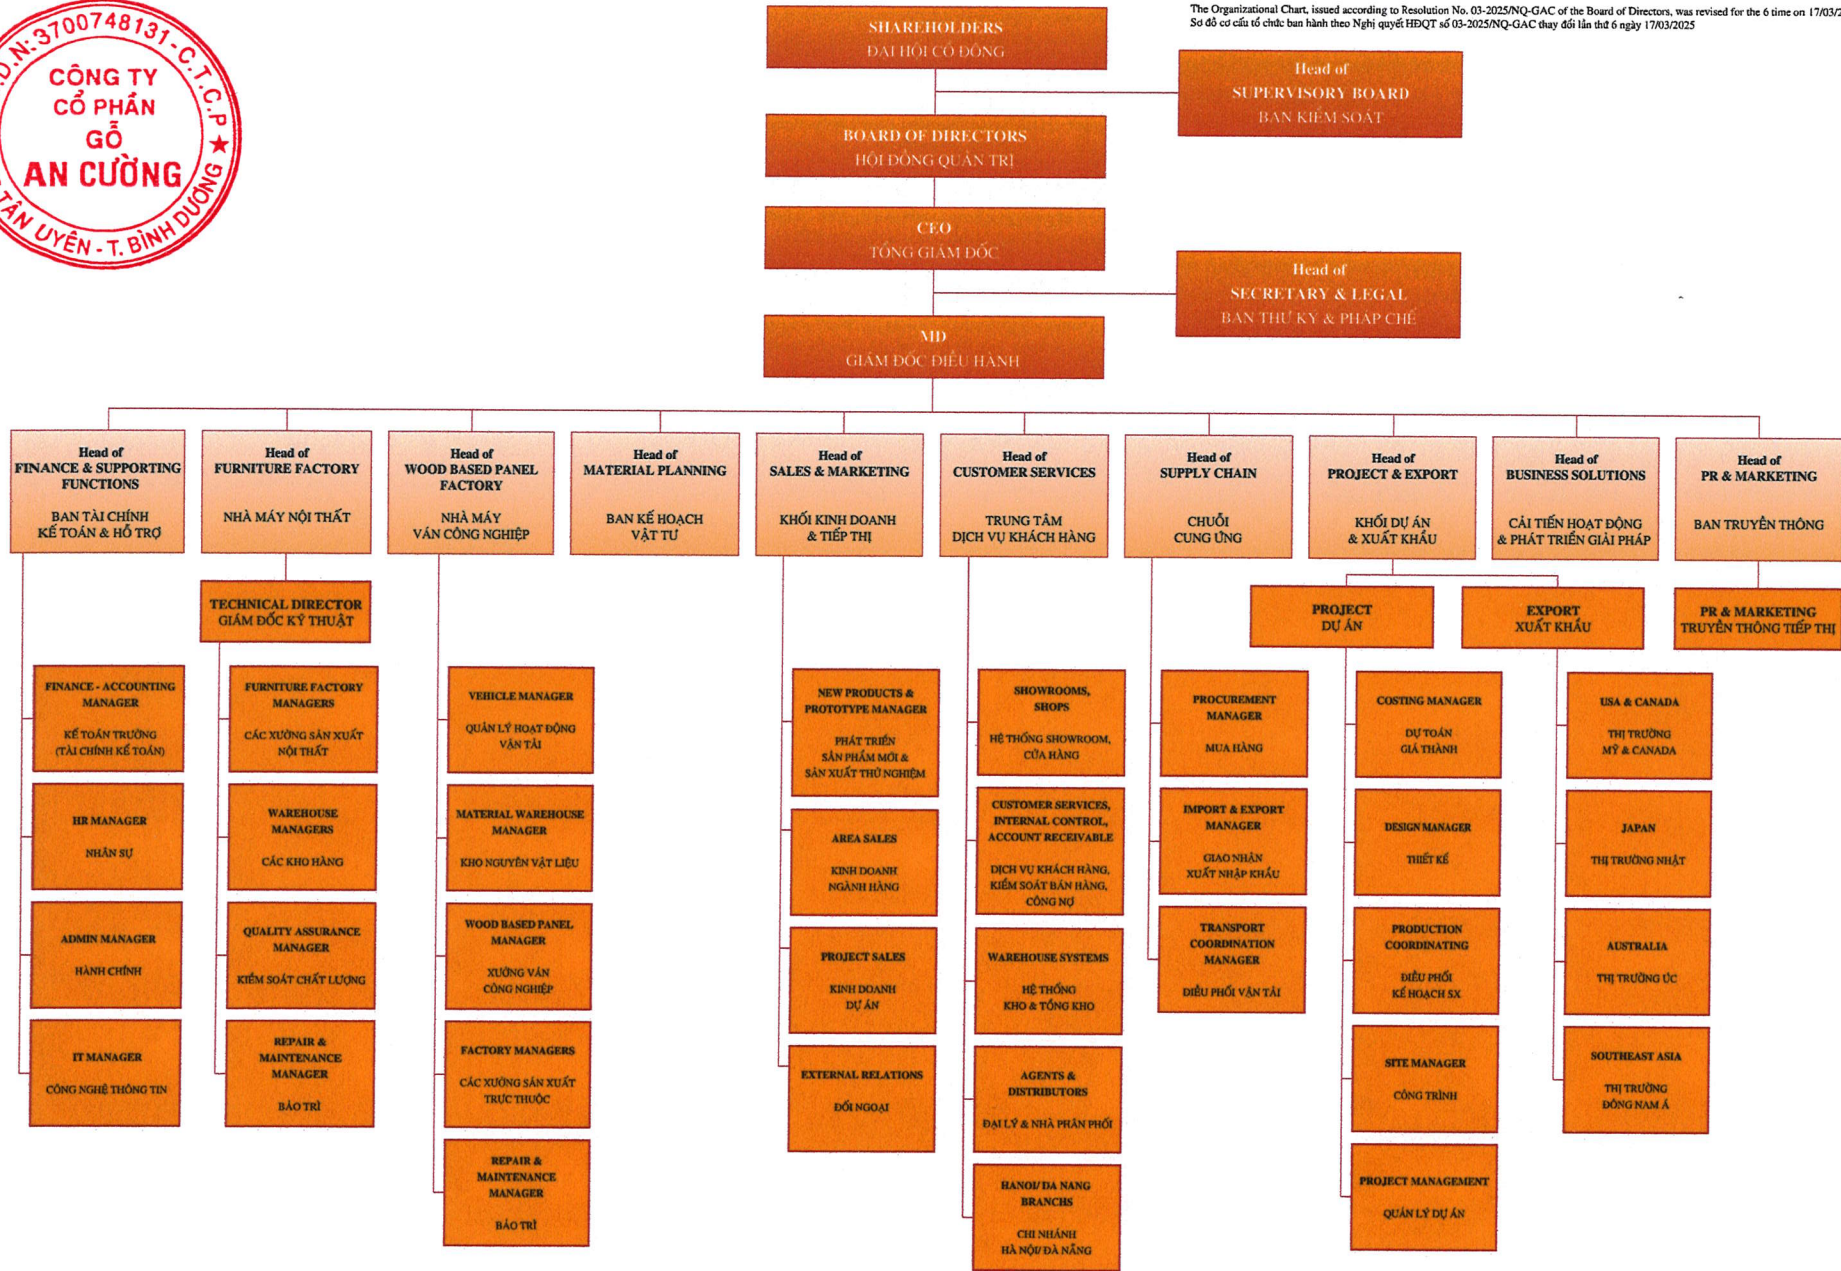 The Organizational Chart, issued according to Resolution No. 03-2025/NQ-GAC of the Board of Directors, was revised for the 6 time on 17/03/2
Sơ đồ cơ cấu tổ chức ban hành theo Nghị quyết HĐQT số 03-2025/NQ-GAC thay đổi lần thứ 6 ngày 17/03/2025
D.N:3700748131-C.T.C.P
CÔNG TY
CỔ PHẦN
GỖ
AN CƯỜNG
TÂN UYÊN - T. BÌNH DƯƠNG
SHAREHOLDERS
ĐẠI HỘI CỔ ĐÔNG
Head of
SUPERVISORY BOARD
BAN KIỂM SOÁT
BOARD OF DIRECTORS
HỘI ĐỒNG QUẢN TRỊ
CEO
TỔNG GIÁM ĐỐC
Head of
SECRETARY & LEGAL
BAN THƯ KÝ & PHÁP CHẾ
MD
GIÁM ĐỐC ĐIỀU HÀNH
Head of
FINANCE & SUPPORTING
FUNCTIONS
BAN TÀI CHÍNH
KẾ TOÁN & HỖ TRỢ
Head of
FURNITURE FACTORY
NHÀ MÁY NỘI THẤT
Head of
WOOD BASED PANEL
FACTORY
NHÀ MÁY
VÁN CÔNG NGHIỆP
Head of
MATERIAL PLANNING
BAN KẾ HOẠCH
VẬT TƯ
Head of
SALES & MARKETING
KHỐI KINH DOANH
& TIẾP THỊ
Head of
CUSTOMER SERVICES
TRUNG TÂM
DỊCH VỤ KHÁCH HÀNG
Head of
SUPPLY CHAIN
CHUỖI
CUNG ỨNG
Head of
PROJECT & EXPORT
KHỐI DỰ ÁN
& XUẤT KHẨU
Head of
BUSINESS SOLUTIONS
CẢI TIẾN HOẠT ĐỘNG
& PHÁT TRIỂN GIẢI PHÁP
Head of
PR & MARKETING
BAN TRUYỀN THÔNG
TECHNICAL DIRECTOR
GIÁM ĐỐC KỸ THUẬT
PROJECT
DỰ ÁN
EXPORT
XUẤT KHẨU
PR & MARKETING
TRUYỀN THÔNG TIẾP THỊ
FINANCE - ACCOUNTING
MANAGER
KẾ TOÁN TRƯỞNG
(TÀI CHÍNH KẾ TOÁN)
HR MANAGER
NHÂN SỰ
ADMIN MANAGER
HÀNH CHÍNH
IT MANAGER
CÔNG NGHỆ THÔNG TIN
FURNITURE FACTORY
MANAGERS
CÁC XƯỞNG SẢN XUẤT
NỘI THẤT
WAREHOUSE
MANAGERS
CÁC KHO HÀNG
QUALITY ASSURANCE
MANAGER
KIỂM SOÁT CHẤT LƯỢNG
REPAIR &
MAINTENANCE
MANAGER
BẢO TRÌ
VEHICLE MANAGER
QUẢN LÝ HOẠT ĐỘNG
VẬN TẢI
MATERIAL WAREHOUSE
MANAGER
KHO NGUYÊN VẬT LIỆU
WOOD BASED PANEL
MANAGER
XƯỞNG VÁN
CÔNG NGHIỆP
FACTORY MANAGERS
CÁC XƯỞNG SẢN XUẤT
TRỰC THUỘC
REPAIR &
MAINTENANCE
MANAGER
BẢO TRÌ
NEW PRODUCTS &
PROTOTYPE MANAGER
PHÁT TRIỂN
SẢN PHẨM MỚI &
SẢN XUẤT THỬ NGHIỆM
AREA SALES
KINH DOANH
NGÀNH HÀNG
PROJECT SALES
KINH DOANH
DỰ ÁN
EXTERNAL RELATIONS
ĐỐI NGOẠI
SHOWROOMS,
SHOPS
HỆ THỐNG SHOWROOM,
CỬA HÀNG
CUSTOMER SERVICES,
INTERNAL CONTROL,
ACCOUNT RECEIVABLE
DỊCH VỤ KHÁCH HÀNG,
KIỂM SOÁT BÁN HÀNG,
CÔNG NỢ
WAREHOUSE SYSTEMS
HỆ THỐNG
KHO & TỔNG KHO
AGENTS &
DISTRIBUTORS
ĐẠI LÝ & NHÀ PHÂN PHỐI
HANOI/ DA NANG
BRANCHS
CHI NHÁNH
HÀ NỘI/ ĐÀ NẴNG
PROCUREMENT
MANAGER
MUA HÀNG
IMPORT & EXPORT
MANAGER
GIAO NHẬN
XUẤT NHẬP KHẨU
TRANSPORT
COORDINATION
MANAGER
ĐIỀU PHỐI VẬN TẢI
COSTING MANAGER
DỰ TOÁN
GIÁ THÀNH
DESIGN MANAGER
THIẾT KẾ
PRODUCTION
COORDINATING
ĐIỀU PHỐI
KẾ HOẠCH SX
SITE MANAGER
CÔNG TRÌNH
PROJECT MANAGEMENT
QUẢN LÝ DỰ ÁN
USA & CANADA
THỊ TRƯỜNG
MỸ & CANADA
JAPAN
THỊ TRƯỜNG NHẬT
AUSTRALIA
THỊ TRƯỜNG ÚC
SOUTHEAST ASIA
THỊ TRƯỜNG
ĐÔNG NAM Á